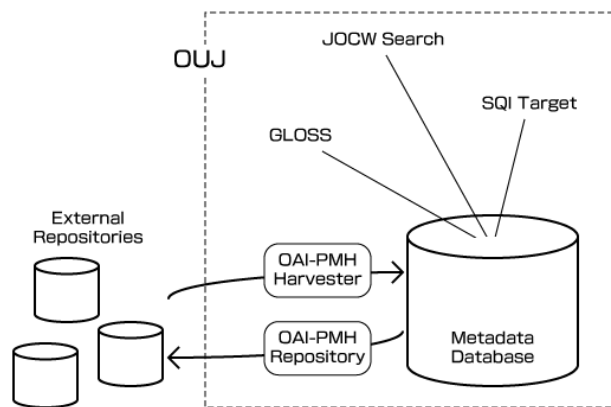 JOCW Search
OUJ
SQI Target
GLOSS
External
Repositories
OAI-PMH
Harvester
OAI-PMH
Repository
Metadata
Database